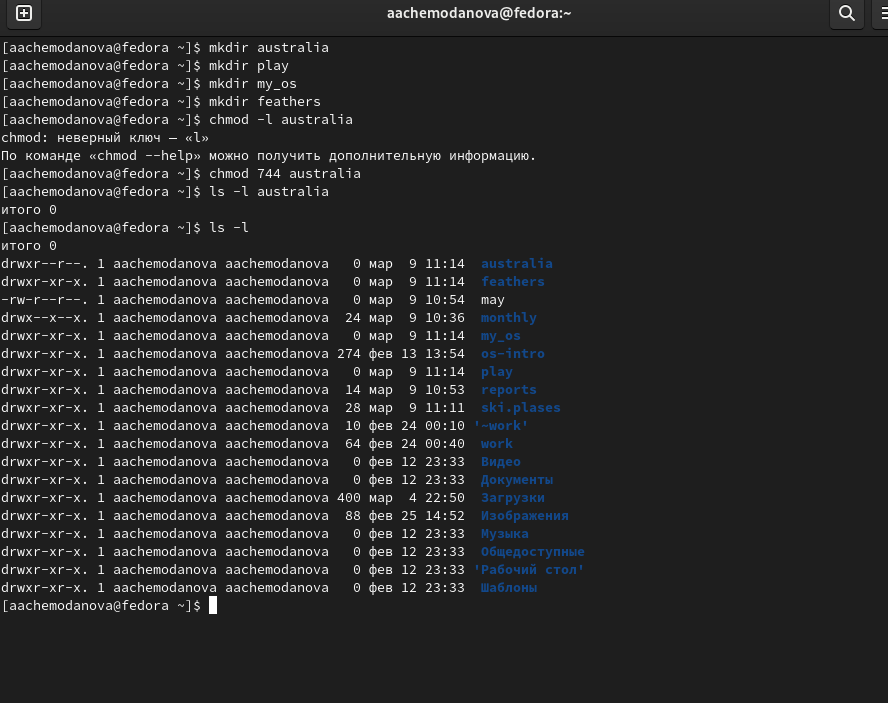 aachemodanova@fedora:~
[aachemodanova@fedora ~]$ mkdir australia
[aachemodanova@fedora ~]$ mkdir play
[aachemodanova@fedora ~]$ mkdir my_os
[aachemodanova@fedora ~]$ mkdir feathers
[aachemodanova@fedora ~]$ chmod -l australia
chmod: неверный ключ — «l»
По команде «chmod --help» можно получить дополнительную информацию.
[aachemodanova@fedora ~]$ chmod 744 australia
[aachemodanova@fedora ~]$ ls -l australia
итого 0
[aachemodanova@fedora ~]$ ls -l
итого 0
drwxr--r--. 1 aachemodanova aachemodanova   0 мар  9 11:14  australia
drwxr-xr-x. 1 aachemodanova aachemodanova   0 мар  9 11:14  feathers
-rw-r--r--. 1 aachemodanova aachemodanova   0 мар  9 10:54  may
drwx--x--x. 1 aachemodanova aachemodanova  24 мар  9 10:36  monthly
drwxr-xr-x. 1 aachemodanova aachemodanova   0 мар  9 11:14  my_os
drwxr-xr-x. 1 aachemodanova aachemodanova 274 фев 13 13:54  os-intro
drwxr-xr-x. 1 aachemodanova aachemodanova   0 мар  9 11:14  play
drwxr-xr-x. 1 aachemodanova aachemodanova  14 мар  9 10:53  reports
drwxr-xr-x. 1 aachemodanova aachemodanova  28 мар  9 11:11  ski.plases
drwxr-xr-x. 1 aachemodanova aachemodanova  10 фев 24 00:10 '~work'
drwxr-xr-x. 1 aachemodanova aachemodanova  64 фев 24 00:40  work
drwxr-xr-x. 1 aachemodanova aachemodanova   0 фев 12 23:33  Видео
drwxr-xr-x. 1 aachemodanova aachemodanova   0 фев 12 23:33  Документы
drwxr-xr-x. 1 aachemodanova aachemodanova 400 мар  4 22:50  Загрузки
drwxr-xr-x. 1 aachemodanova aachemodanova  88 фев 25 14:52  Изображения
drwxr-xr-x. 1 aachemodanova aachemodanova   0 фев 12 23:33  Музыка
drwxr-xr-x. 1 aachemodanova aachemodanova   0 фев 12 23:33  Общедоступные
drwxr-xr-x. 1 aachemodanova aachemodanova   0 фев 12 23:33 'Рабочий стол'
drwxr-xr-x. 1 aachemodanova aachemodanova   0 фев 12 23:33  Шаблоны
[aachemodanova@fedora ~]$